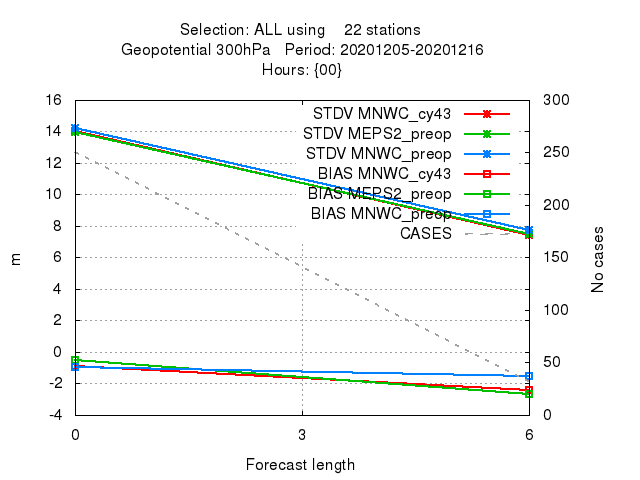 Selection: ALL using 22 stations
Geopotential 300hPa Period: 20201205-20201216
Hours: {00}
STDV MNWC_cy43
STDV MEPS2_preop
STDV MNWC_preop
BIAS MNWC_cy43
BIAS MEPS2_preop
BIAS MNWC_preop
CASES
16
14
12
10
8
6
4
2
0
-2
-4
m
300
250
200
150
100
50
0
No cases
0 3 6
Forecast length